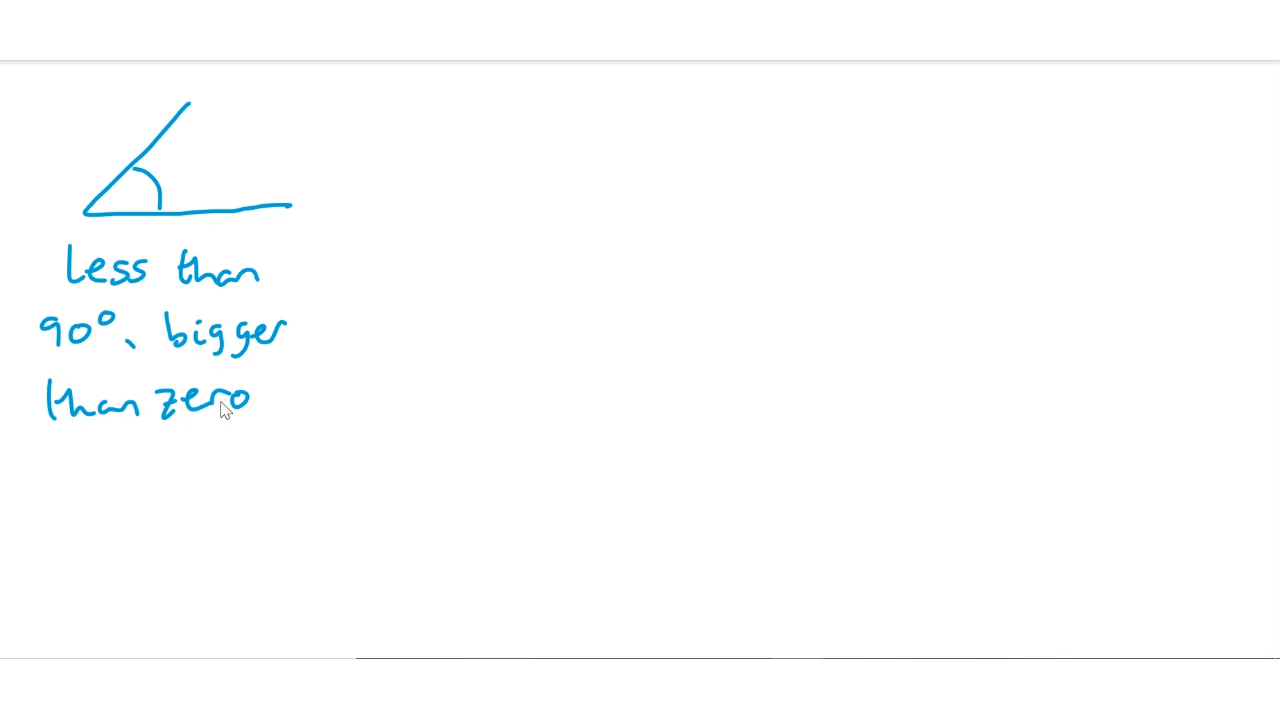 Less than
90°, bigger
than zero